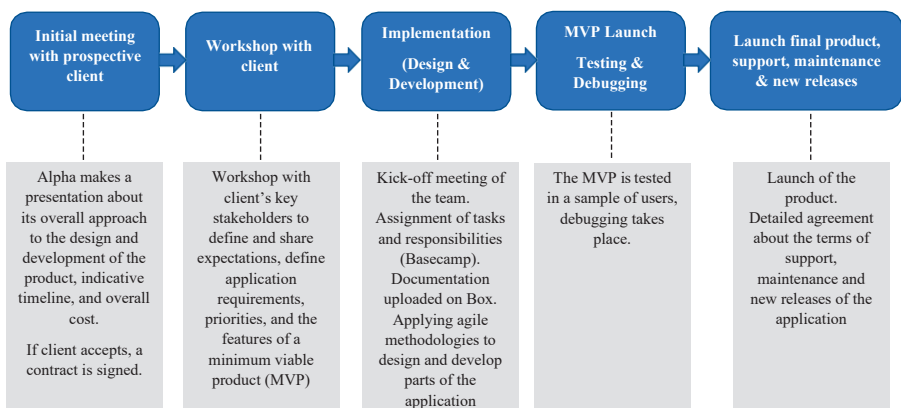 Initial meeting
with prospective
client
Workshop with
client
Implementation
(Design &
Development)
MVP Launch
Testing &
Debugging
Launch final product,
support, maintenance
& new releases
Alpha makes a
presentation about
its overall approach
to the design and
development of the
product, indicative
timeline, and overall
cost.
If client accepts, a
contract is signed.
Workshop with
client’s key
stakeholders to
define and share
expectations, define
application
requirements,
priorities, and the
features of a
minimum viable
product (MVP)
Kick-off meeting of
the team.
Assignment of tasks
and responsibilities
(Basecamp).
Documentation
uploaded on Box.
Applying agile
methodologies to
design and develop
parts of the
application
The MVP is tested
in a sample of users,
debugging takes
place.
Launch of the
product.
Detailed agreement
about the terms of
support,
maintenance and
new releases of the
application